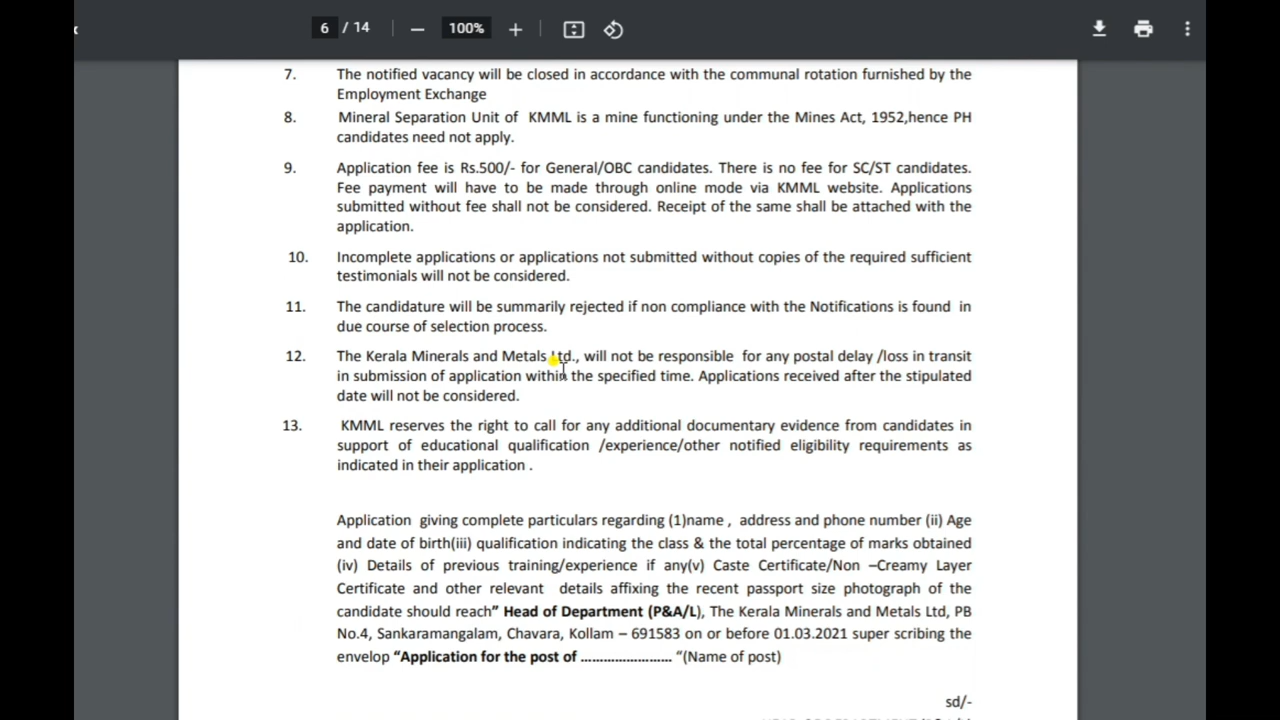 6 / 14
100%
7. The notified vacancy will be closed in accordance with the communal rotation furnished by the
Employment Exchange
8. Mineral Separation Unit of KMML is a mine functioning under the Mines Act, 1952,hence PH
candidates need not apply.
9. Application fee is Rs.500/- for General/OBC candidates. There is no fee for SC/ST candidates.
Fee payment will have to be made through online mode via KMML website. Applications
submitted without fee shall not be considered. Receipt of the same shall be attached with the
application.
10. Incomplete applications or applications not submitted without copies of the required sufficient
testimonials will not be considered.
11. The candidature will be summarily rejected if non compliance with the Notifications is found in
due course of selection process.
12. The Kerala Minerals and Metals Ltd., will not be responsible for any postal delay /loss in transit
in submission of application within the specified time. Applications received after the stipulated
date will not be considered.
13. KMML reserves the right to call for any additional documentary evidence from candidates in
support of educational qualification /experience/other notified eligibility requirements as
indicated in their application .
Application giving complete particulars regarding (1)name , address and phone number (ii) Age
and date of birth(iii) qualification indicating the class & the total percentage of marks obtained
(iv) Details of previous training/experience if any(v) Caste Certificate/Non –Creamy Layer
Certificate and other relevant details affixing the recent passport size photograph of the
candidate should reach” Head of Department (P&A/L), The Kerala Minerals and Metals Ltd, PB
No.4, Sankaramangalam, Chavara, Kollam – 691583 on or before 01.03.2021 super scribing the
envelop “Application for the post of ........................ “(Name of post)
sd/-